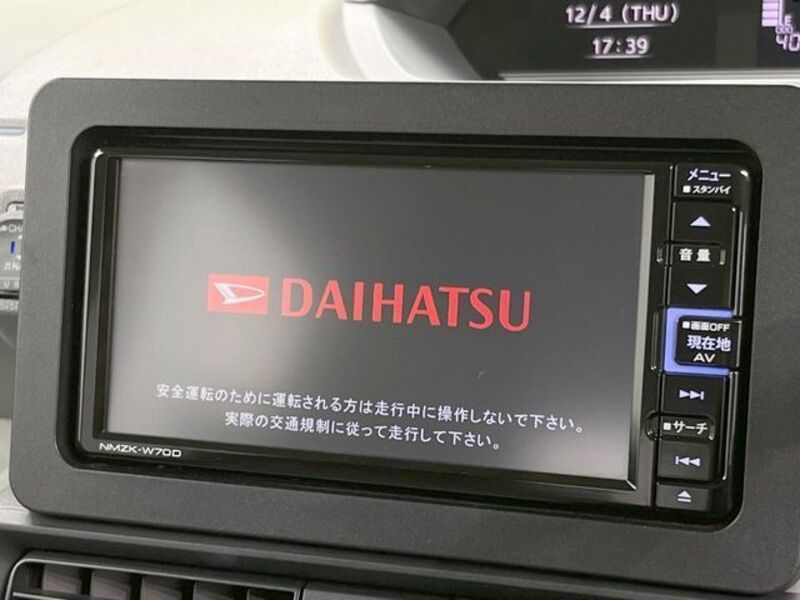 12/4 (THU)
17:39
E
ODO
40
メニュー
■スタンバイ
音量
■画面OFF
現在地
AV
■サーチ
DAIHATSU
安全運転のために運転される方は走行中に操作しないで下さい。
実際の交通規制に従って走行して下さい。
NMZK-W70D